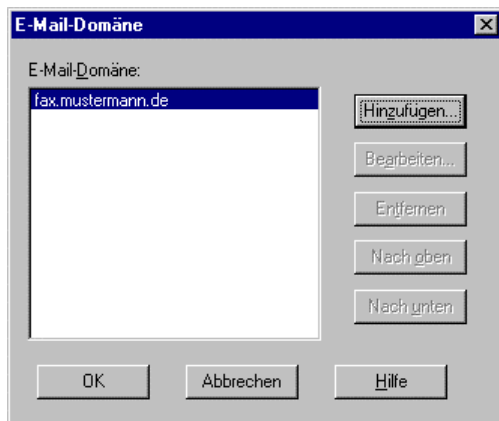 E-Mail-Domäne
E-Mail-Domäne:
fax.mustermann.de
Hinzufügen...
Bearbeiten...
Entfernen
Nach oben
Nach unten
OK
Abbrechen
Hilfe